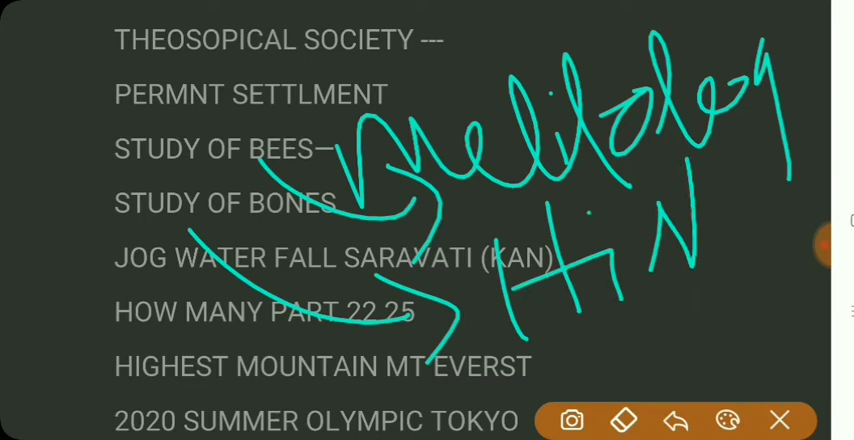 THEOSOPICAL SOCIETY ---
PERMNT SETTLMENT
STUDY OF BEES—
STUDY OF BONES
JOG WATER FALL SARAVATI (KAN)
HOW MANY PART 22,25
HIGHEST MOUNTAIN MT EVERST
2020 SUMMER OLYMPIC TOKYO